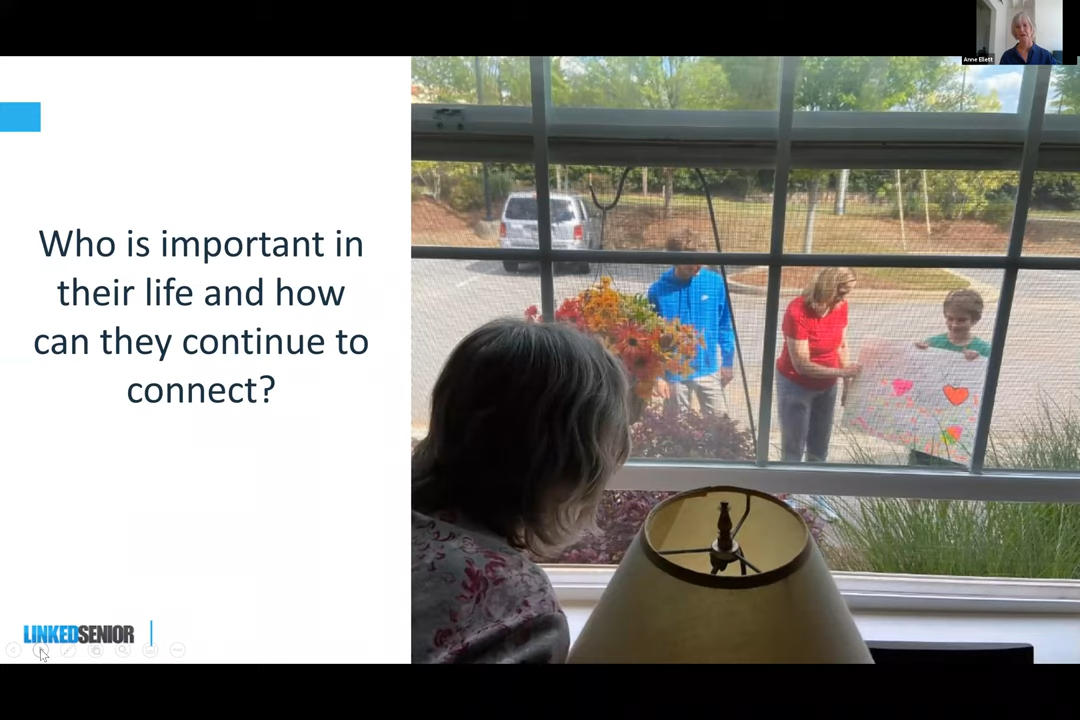 Anne Ellett
Who is important in
their life and how
can they continue to
connect?
LINKEDSENIOR